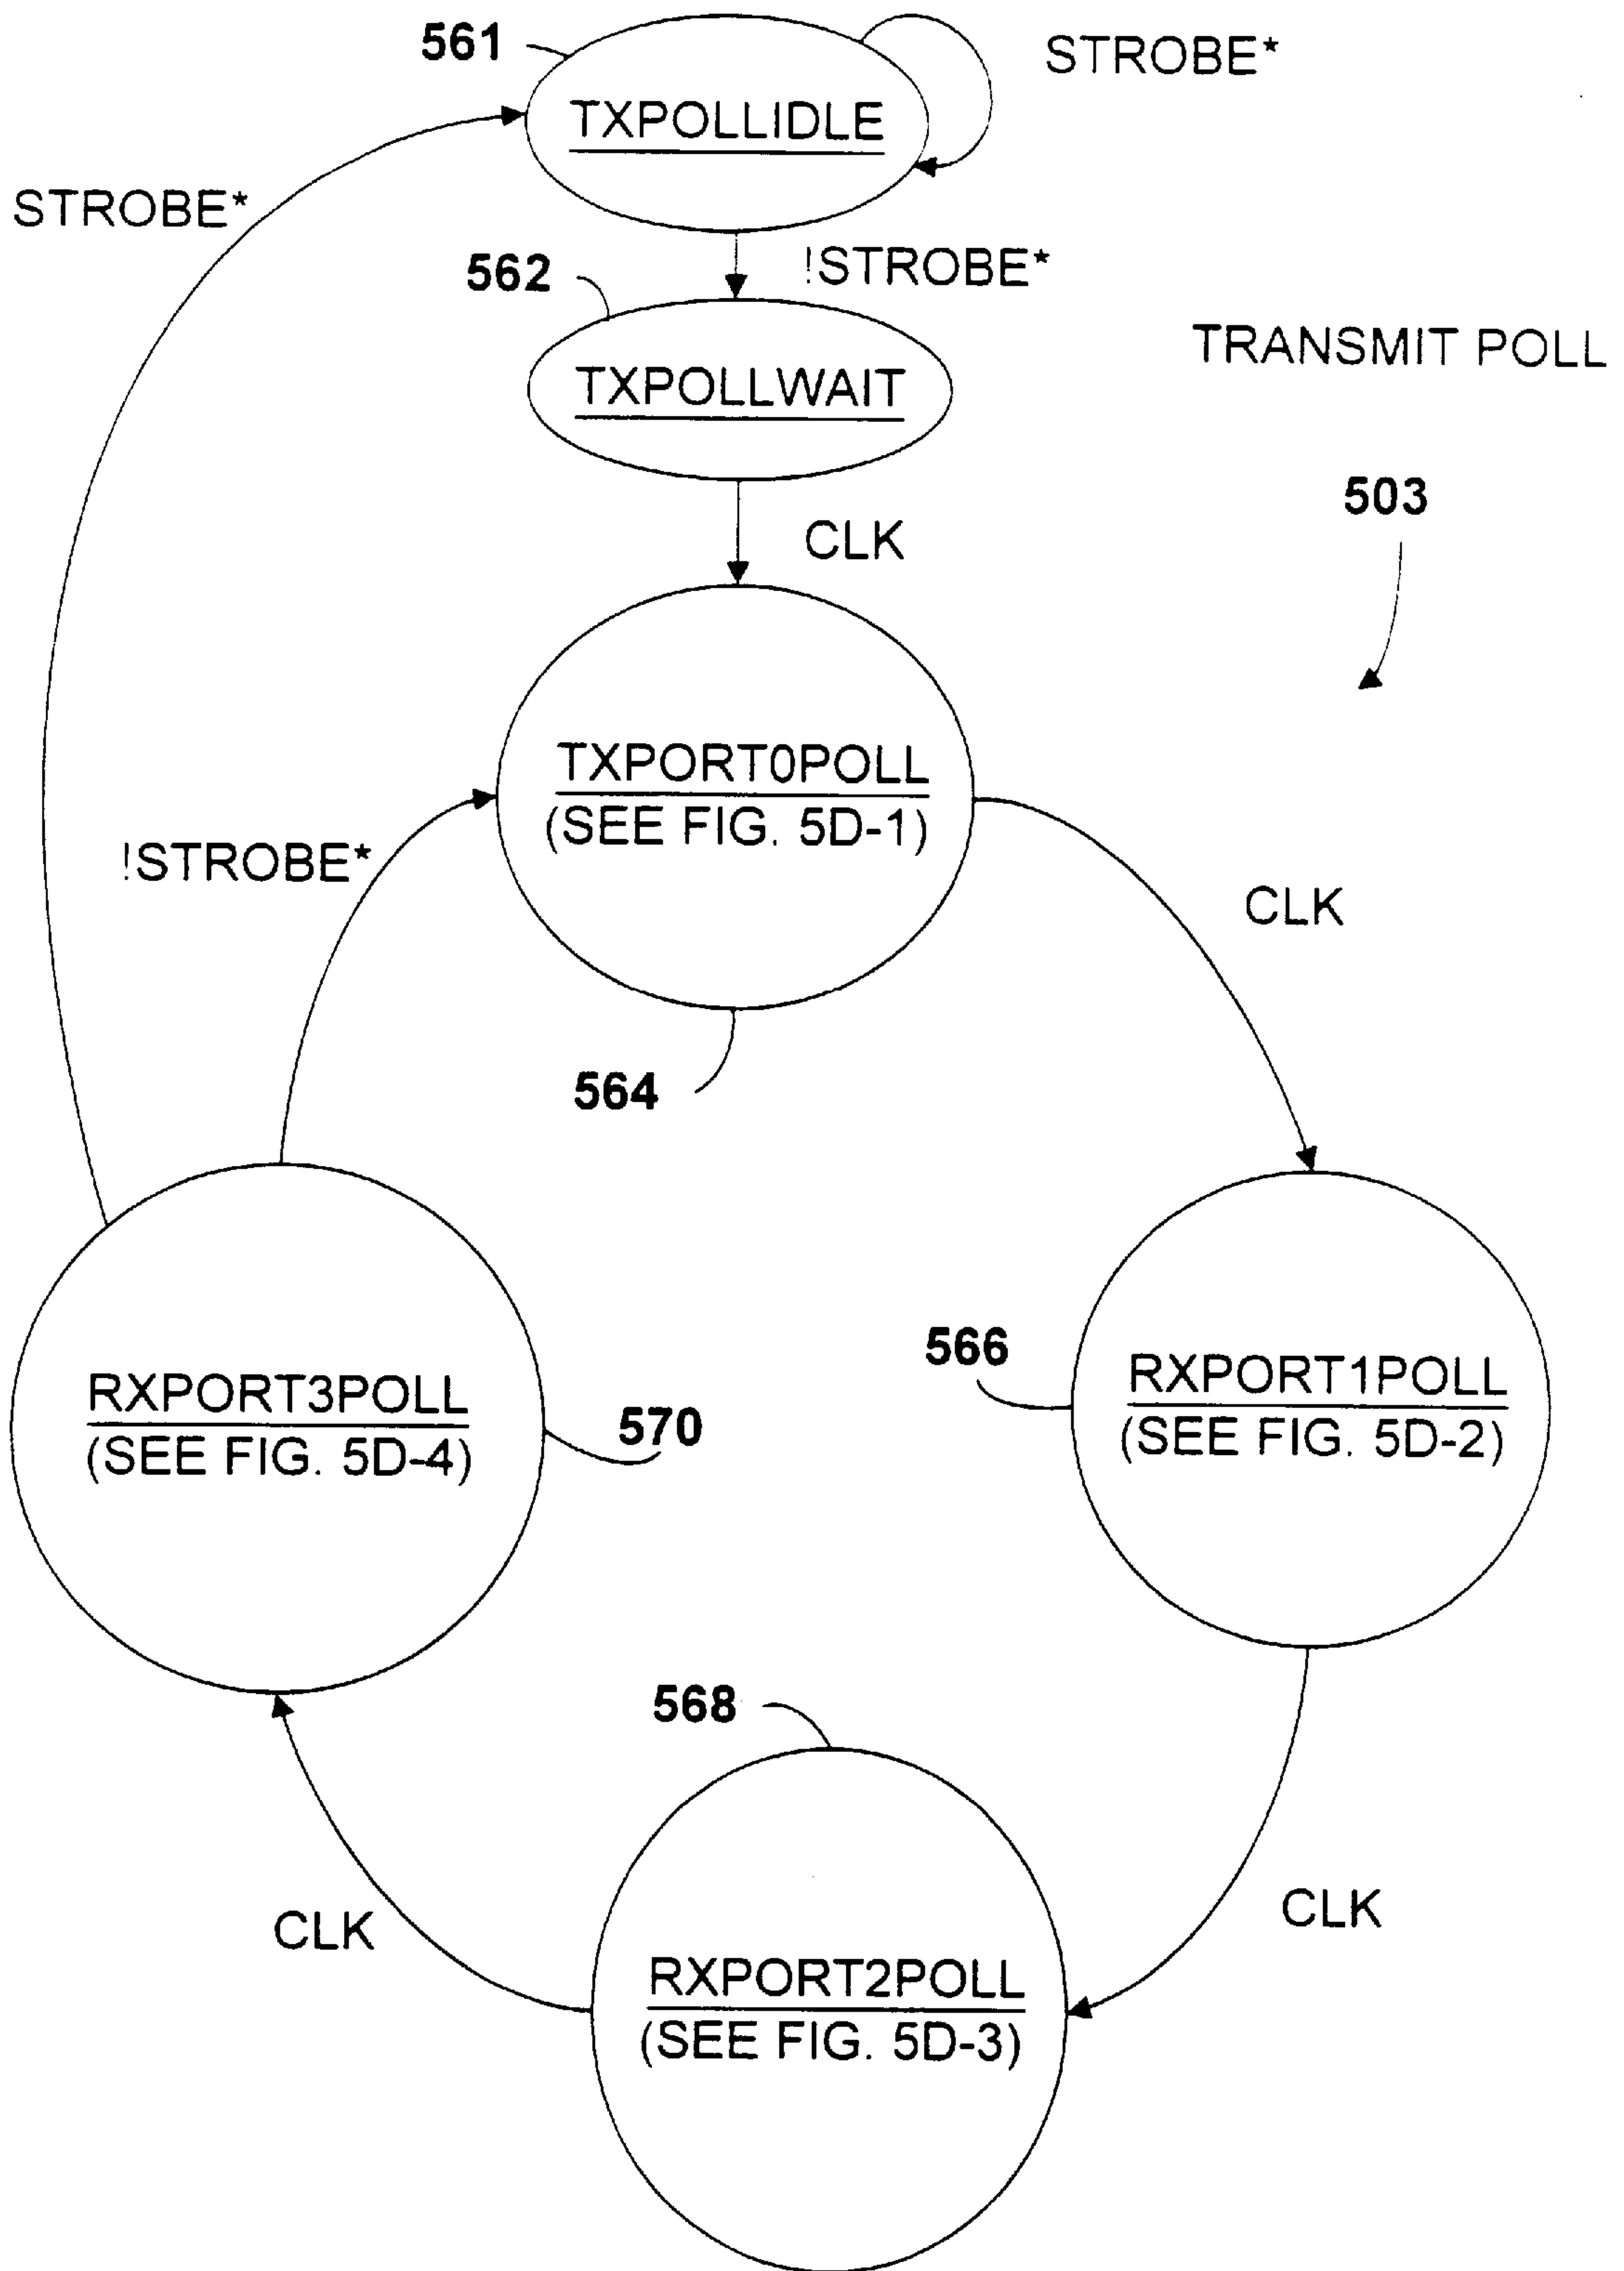 561
STROBE*
TXPOLLIDLE
STROBE*
562
!STROBE*
TRANSMIT POLL
TXPOLLWAIT
503
CLK
TXPORT0POLL
(SEE FIG. 5D-1)
!STROBE*
CLK
564
566
RXPORT1POLL
(SEE FIG. 5D-2)
RXPORT3POLL
(SEE FIG. 5D-4)
570
568
CLK
CLK
RXPORT2POLL
(SEE FIG. 5D-3)